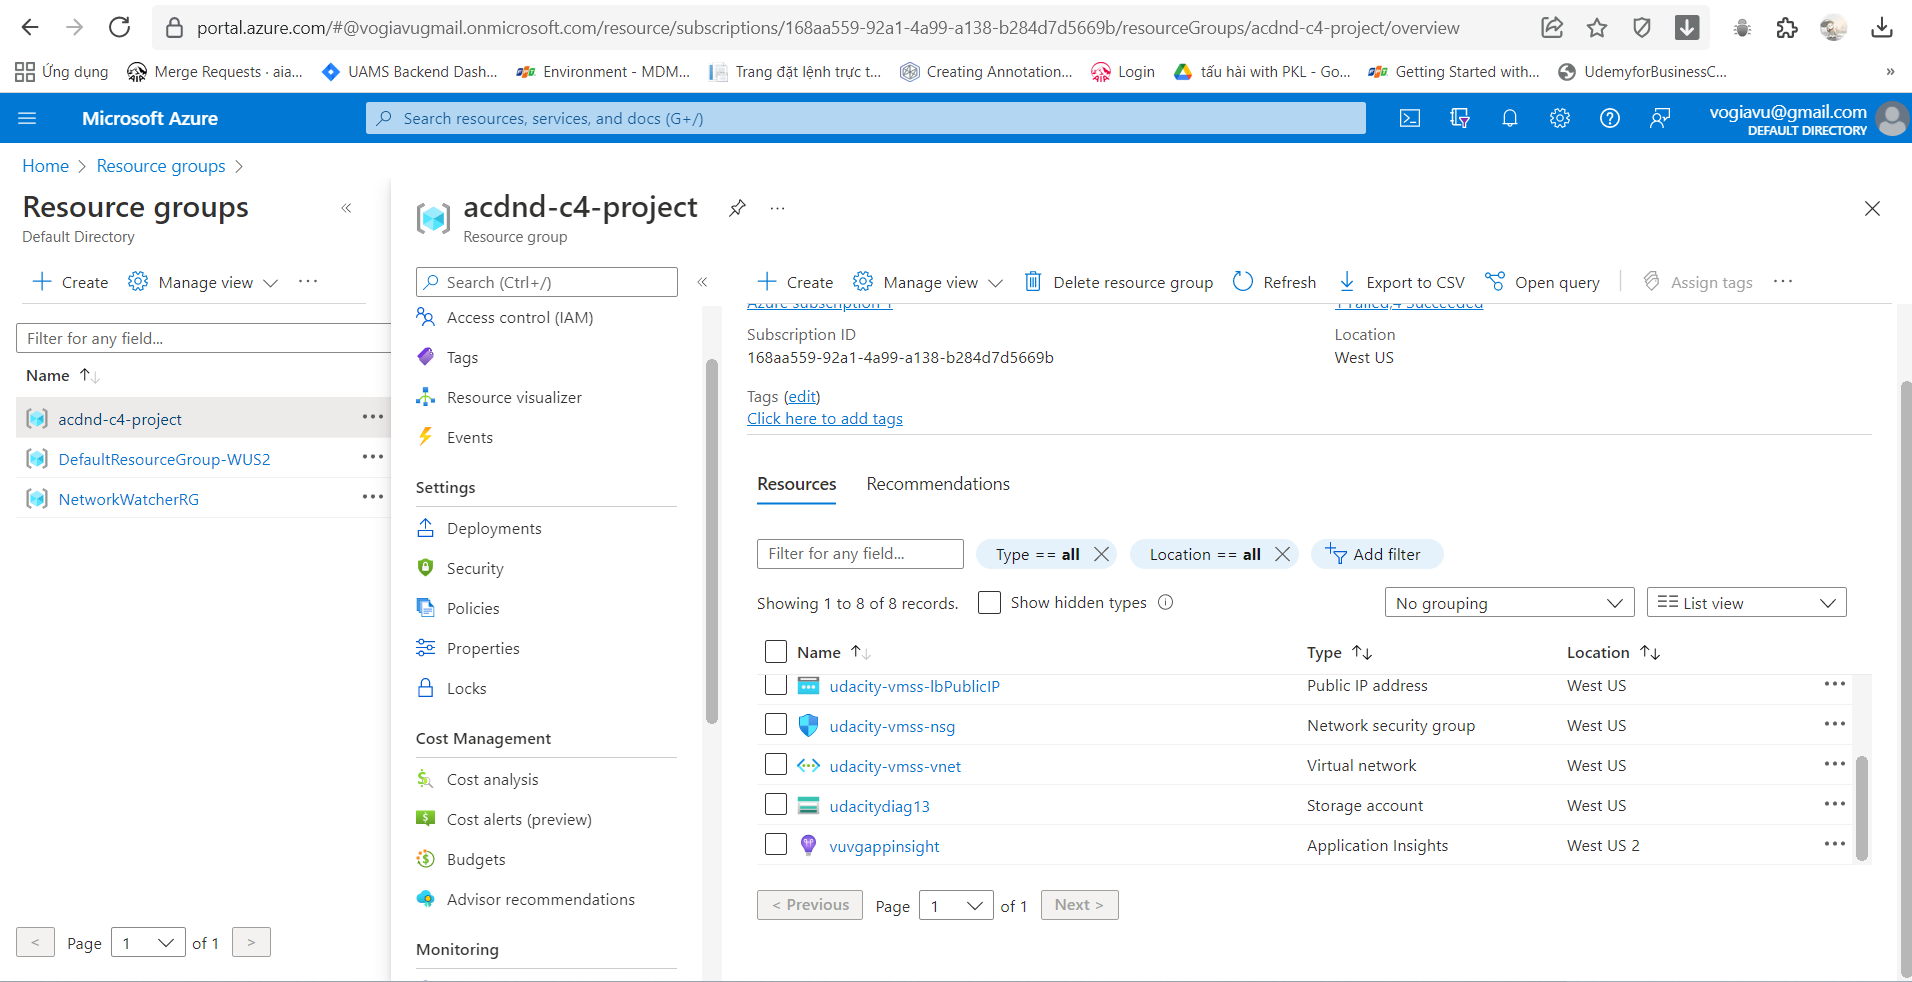 portal.azure.com/#@vogiavugmail.onmicrosoft.com/resource/subscriptions/168aa559-92a1-4a99-a138-b284d7d5669b/resourceGroups/acdnd-c4-project/overview
Ứng dụng Merge Requests · aia... UAMS Backend Dash... Environment - MDM... Trang đặt lệnh trực t... Creating Annotation... Login tấu hài with PKL - Go... Getting Started with... UdemyforBusinessC... »
Microsoft Azure
Search resources, services, and docs (G+/)
vogiavu@gmail.com
DEFAULT DIRECTORY
Home > Resource groups >
Resource groups «
Default Directory
Create Manage view ...
Filter for any field...
Name ↑↓
acdnd-c4-project ...
DefaultResourceGroup-WUS2 ...
NetworkWatcherRG ...
< Page 1 of 1 >
acdnd-c4-project ...
Resource group
Search (Ctrl+/) «
Access control (IAM)
Tags
Resource visualizer
Events
Settings
Deployments
Security
Policies
Properties
Locks
Cost Management
Cost analysis
Cost alerts (preview)
Budgets
Advisor recommendations
Monitoring
Create Manage view Delete resource group Refresh Export to CSV Open query Assign tags ...
Azure subscription 1
1 Failed,4 Succeeded
Subscription ID
168aa559-92a1-4a99-a138-b284d7d5669b
Location
West US
Tags (edit)
Click here to add tags
Resources Recommendations
Filter for any field... Type == all Location == all Add filter
Showing 1 to 8 of 8 records. Show hidden types No grouping List view
Name ↑↓ Type ↑↓ Location ↑↓
udacity-vmss-lbPublicIP Public IP address West US ...
udacity-vmss-nsg Network security group West US ...
udacity-vmss-vnet Virtual network West US ...
udacitydiag13 Storage account West US ...
vuvgappinsight Application Insights West US 2 ...
< Previous Page 1 of 1 Next >